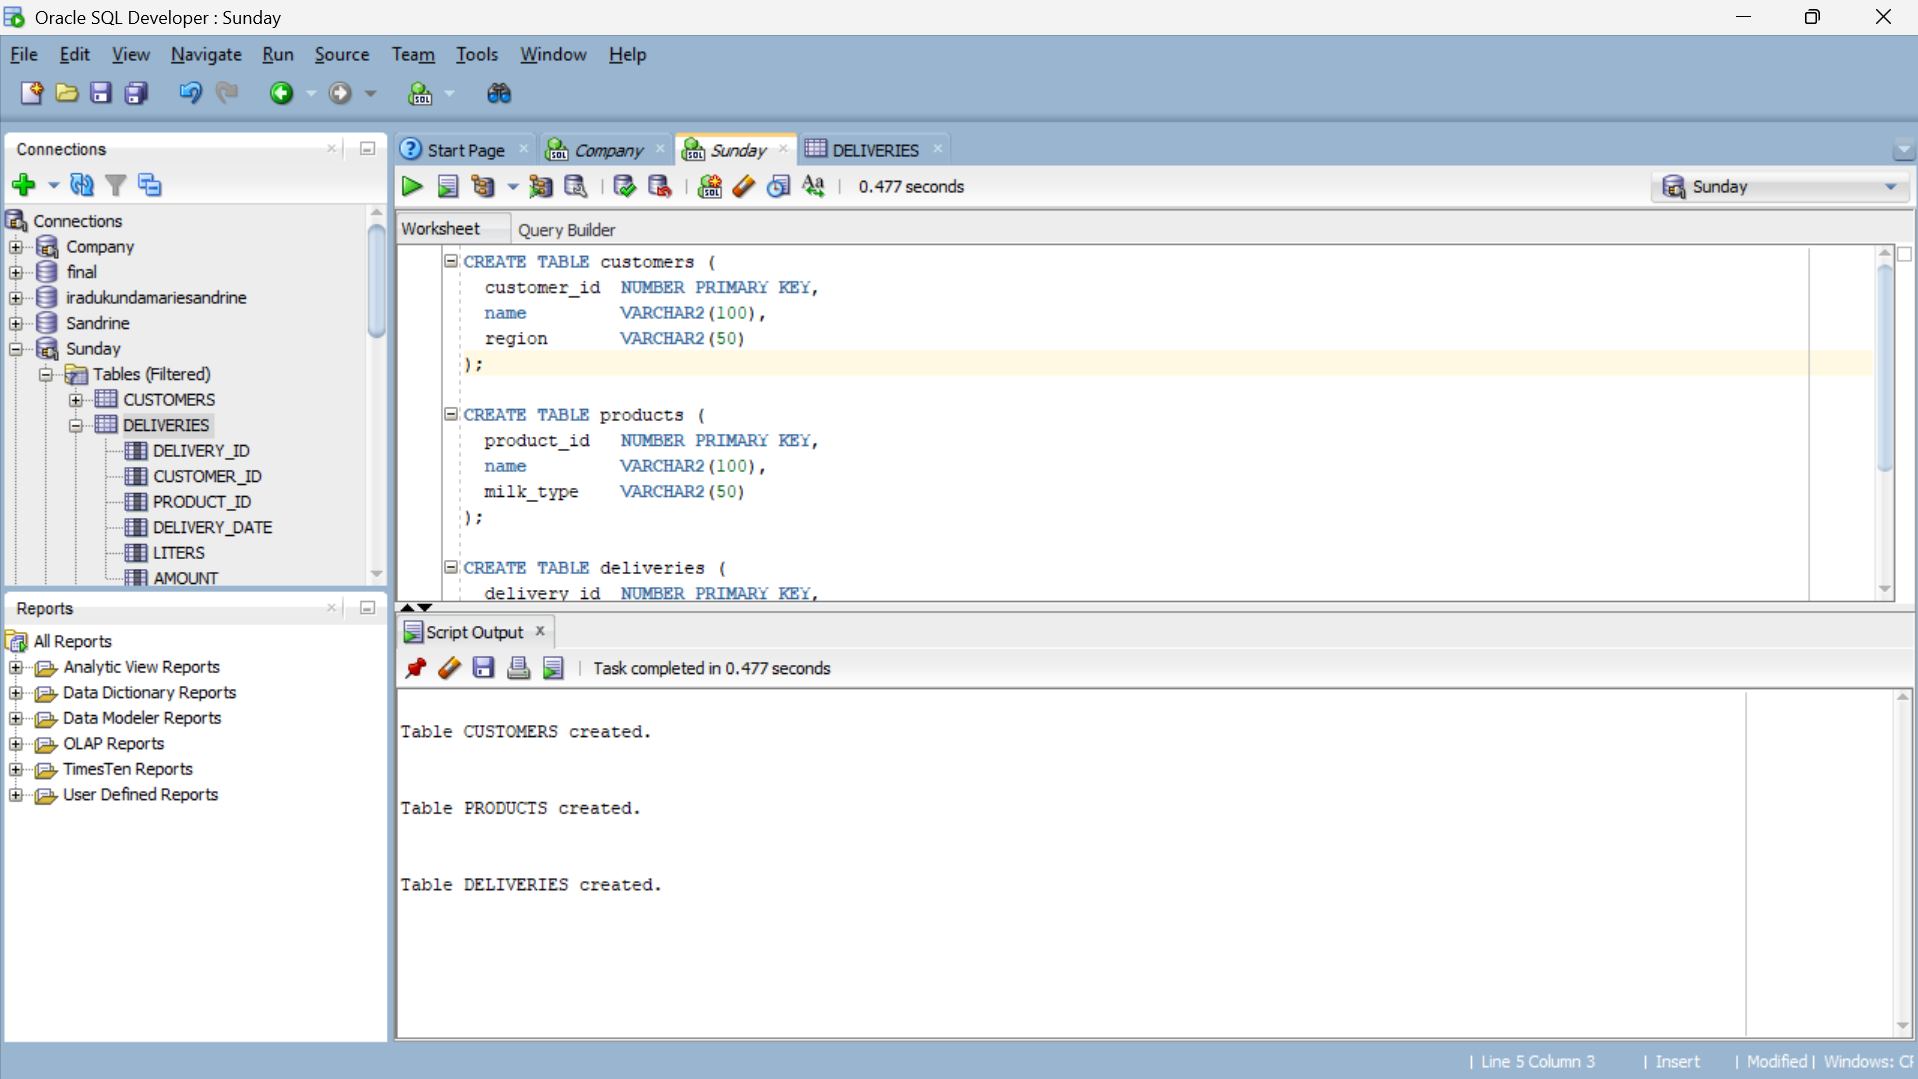 Oracle SQL Developer : Sunday
File Edit View Navigate Run Source Team Tools Window Help
Connections
Connections
Company
final
iradukundamariesandrine
Sandrine
Sunday
Tables (Filtered)
CUSTOMERS
DELIVERIES
DELIVERY_ID
CUSTOMER_ID
PRODUCT_ID
DELIVERY_DATE
LITERS
AMOUNT
Reports
All Reports
Analytic View Reports
Data Dictionary Reports
Data Modeler Reports
OLAP Reports
TimesTen Reports
User Defined Reports
Start Page Company Sunday DELIVERIES
0.477 seconds
Sunday
Worksheet Query Builder
CREATE TABLE customers (
customer_id NUMBER PRIMARY KEY,
name VARCHAR2(100),
region VARCHAR2(50)
);
CREATE TABLE products (
product_id NUMBER PRIMARY KEY,
name VARCHAR2(100),
milk_type VARCHAR2(50)
);
CREATE TABLE deliveries (
delivery_id NUMBER PRIMARY KEY,
Script Output
Task completed in 0.477 seconds
Table CUSTOMERS created.
Table PRODUCTS created.
Table DELIVERIES created.
| Line 5 Column 3 | Insert | Modified | Windows: CF